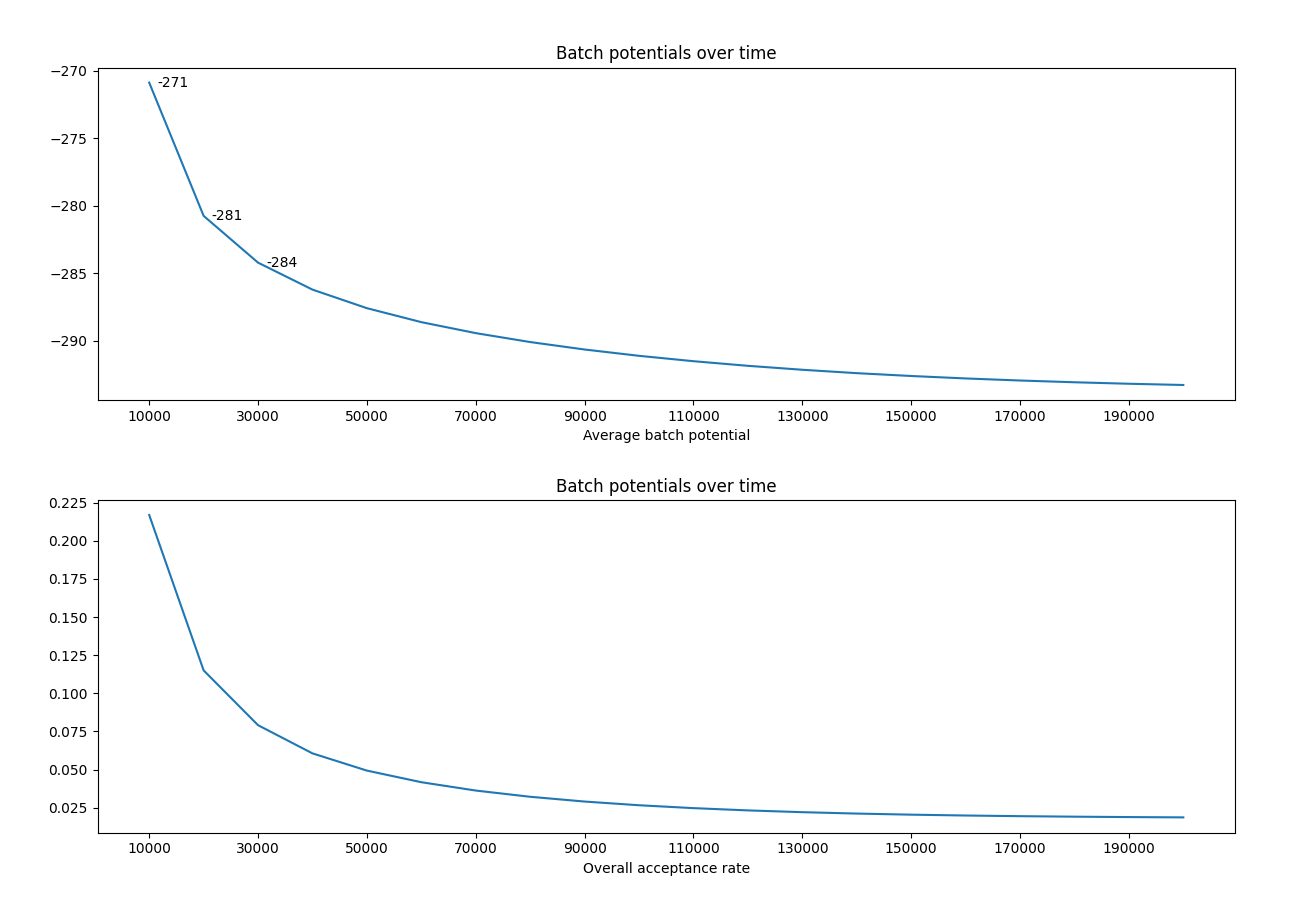 Batch potentials over time
−270
-271
−275
−280
-281
-284
−285
−290
10000 30000 50000 70000 90000 110000 130000 150000 170000 190000
Average batch potential
Batch potentials over time
0.225
0.200
0.175
0.150
0.125
0.100
0.075
0.050
0.025
10000 30000 50000 70000 90000 110000 130000 150000 170000 190000
Overall acceptance rate